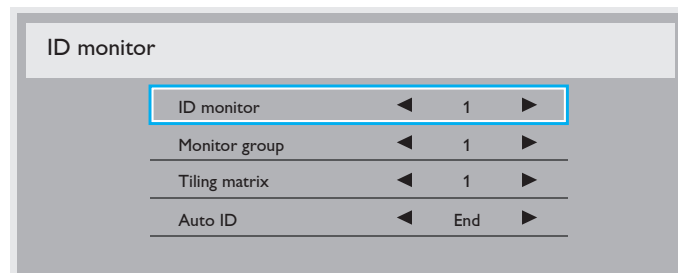 ID monitor
ID monitor ◀ 1 ▶
Monitor group ◀ 1 ▶
Tiling matrix ◀ 1 ▶
Auto ID ◀ End ▶